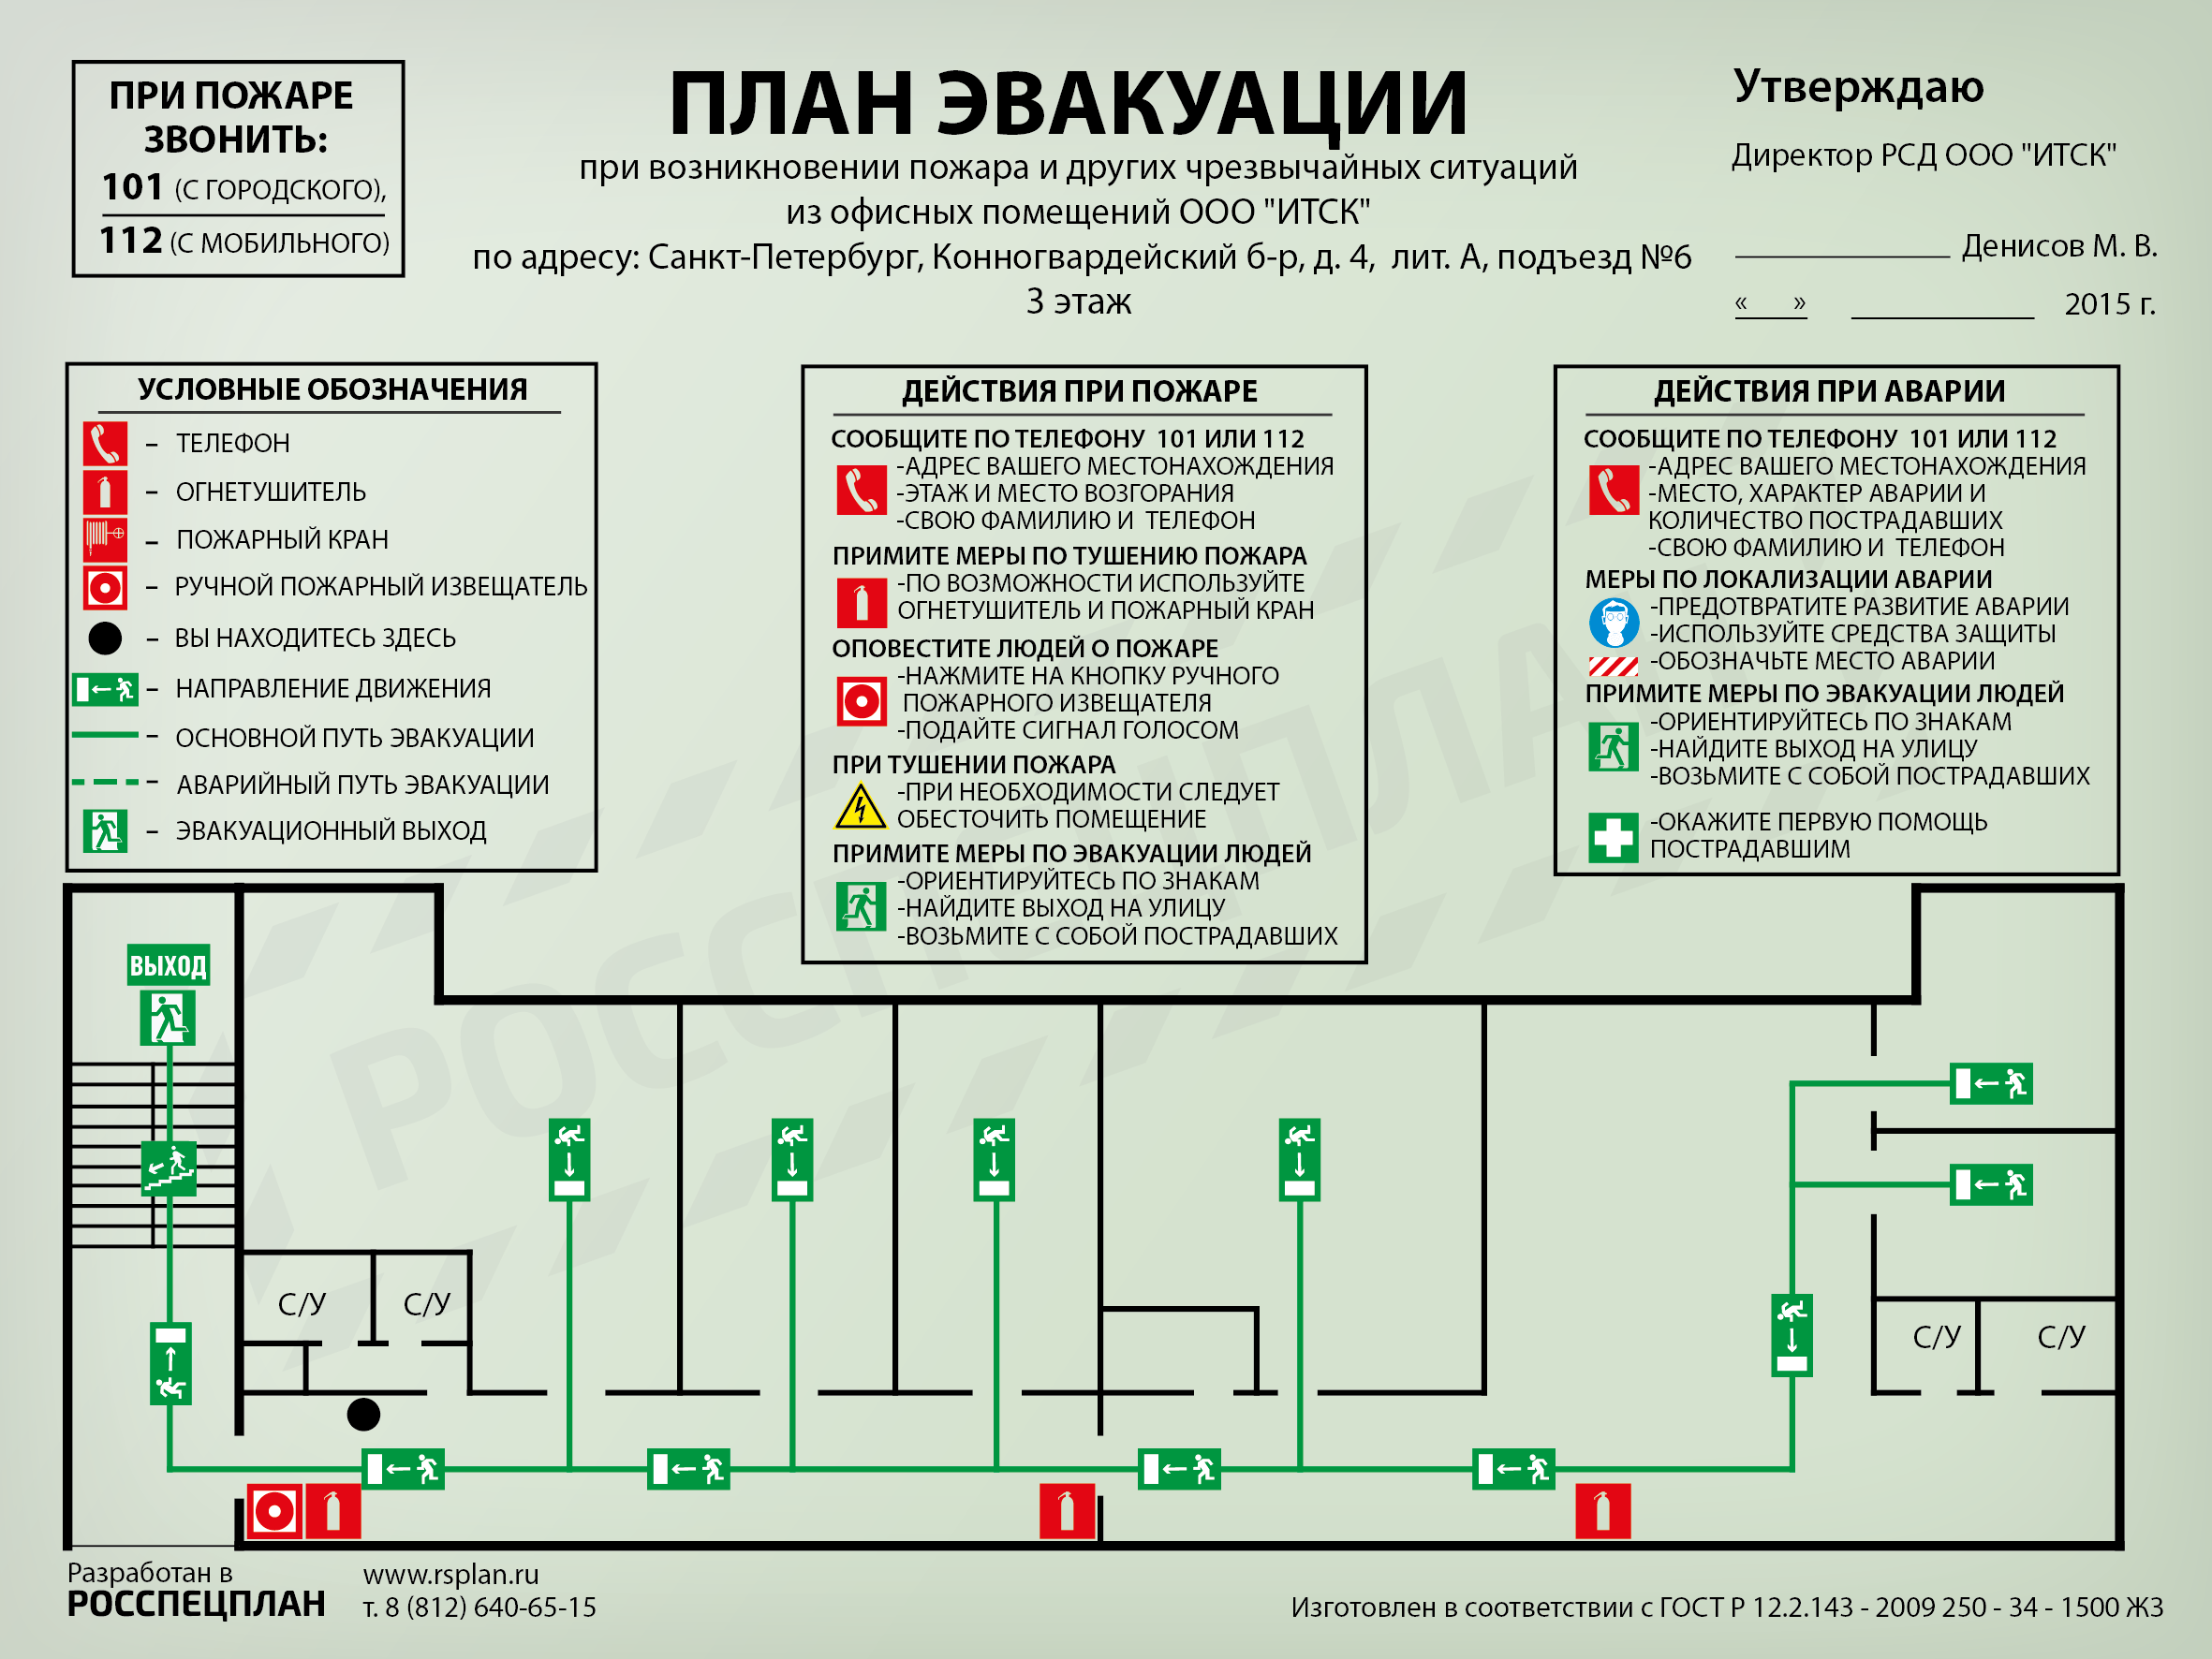 ПРИ ПОЖАРЕ
ЗВОНИТЬ:
101 (С ГОРОДСКОГО),
112 (С МОБИЛЬНОГО)
ПЛАН ЭВАКУАЦИИ
при возникновении пожара и других чрезвычайных ситуаций
из офисных помещений ООО "ИТСК"
по адресу: Санкт-Петербург, Конногвардейский б-р, д. 4, лит. А, подъезд №6
3 этаж
Утверждаю
Директор РСД ООО "ИТСК"
Денисов М. В.
« » 2015 г.
УСЛОВНЫЕ ОБОЗНАЧЕНИЯ
– ТЕЛЕФОН
– ОГНЕТУШИТЕЛЬ
– ПОЖАРНЫЙ КРАН
– РУЧНОЙ ПОЖАРНЫЙ ИЗВЕЩАТЕЛЬ
– ВЫ НАХОДИТЕСЬ ЗДЕСЬ
– НАПРАВЛЕНИЕ ДВИЖЕНИЯ
– ОСНОВНОЙ ПУТЬ ЭВАКУАЦИИ
– АВАРИЙНЫЙ ПУТЬ ЭВАКУАЦИИ
– ЭВАКУАЦИОННЫЙ ВЫХОД
ДЕЙСТВИЯ ПРИ ПОЖАРЕ
СООБЩИТЕ ПО ТЕЛЕФОНУ 101 ИЛИ 112
-АДРЕС ВАШЕГО МЕСТОНАХОЖДЕНИЯ
-ЭТАЖ И МЕСТО ВОЗГОРАНИЯ
-СВОЮ ФАМИЛИЮ И ТЕЛЕФОН
ПРИМИТЕ МЕРЫ ПО ТУШЕНИЮ ПОЖАРА
-ПО ВОЗМОЖНОСТИ ИСПОЛЬЗУЙТЕ
ОГНЕТУШИТЕЛЬ И ПОЖАРНЫЙ КРАН
ОПОВЕСТИТЕ ЛЮДЕЙ О ПОЖАРЕ
-НАЖМИТЕ НА КНОПКУ РУЧНОГО
ПОЖАРНОГО ИЗВЕЩАТЕЛЯ
-ПОДАЙТЕ СИГНАЛ ГОЛОСОМ
ПРИ ТУШЕНИИ ПОЖАРА
-ПРИ НЕОБХОДИМОСТИ СЛЕДУЕТ
ОБЕСТОЧИТЬ ПОМЕЩЕНИЕ
ПРИМИТЕ МЕРЫ ПО ЭВАКУАЦИИ ЛЮДЕЙ
-ОРИЕНТИРУЙТЕСЬ ПО ЗНАКАМ
-НАЙДИТЕ ВЫХОД НА УЛИЦУ
-ВОЗЬМИТЕ С СОБОЙ ПОСТРАДАВШИХ
ДЕЙСТВИЯ ПРИ АВАРИИ
СООБЩИТЕ ПО ТЕЛЕФОНУ 101 ИЛИ 112
-АДРЕС ВАШЕГО МЕСТОНАХОЖДЕНИЯ
-МЕСТО, ХАРАКТЕР АВАРИИ И
КОЛИЧЕСТВО ПОСТРАДАВШИХ
-СВОЮ ФАМИЛИЮ И ТЕЛЕФОН
МЕРЫ ПО ЛОКАЛИЗАЦИИ АВАРИИ
-ПРЕДОТВРАТИТЕ РАЗВИТИЕ АВАРИИ
-ИСПОЛЬЗУЙТЕ СРЕДСТВА ЗАЩИТЫ
-ОБОЗНАЧЬТЕ МЕСТО АВАРИИ
ПРИМИТЕ МЕРЫ ПО ЭВАКУАЦИИ ЛЮДЕЙ
-ОРИЕНТИРУЙТЕСЬ ПО ЗНАКАМ
-НАЙДИТЕ ВЫХОД НА УЛИЦУ
-ВОЗЬМИТЕ С СОБОЙ ПОСТРАДАВШИХ
-ОКАЖИТЕ ПЕРВУЮ ПОМОЩЬ
ПОСТРАДАВШИМ
РОССПЕЦПЛАН
ВЫХОД
С/У
С/У
С/У
С/У
Разработан в
РОССПЕЦПЛАН
www.rsplan.ru
т. 8 (812) 640-65-15
Изготовлен в соответствии с ГОСТ Р 12.2.143 - 2009 250 - 34 - 1500 ЖЗ